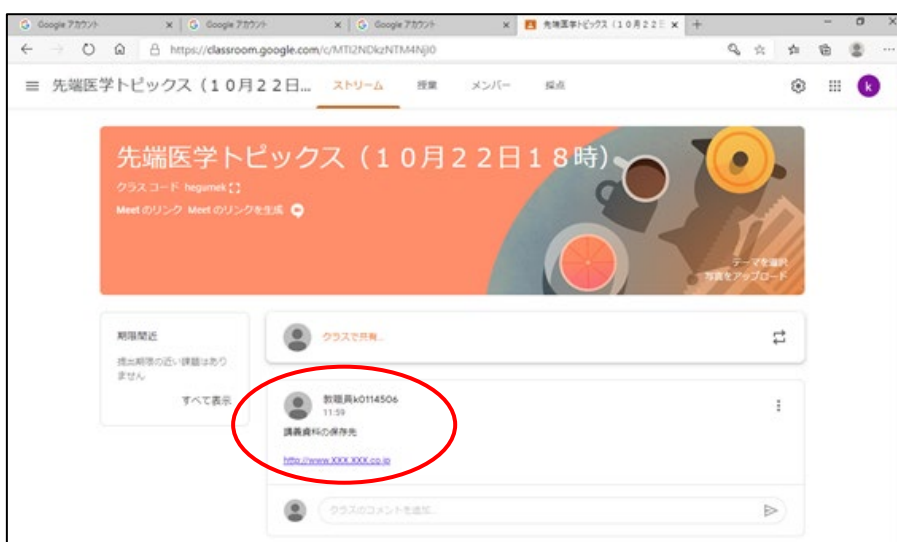 Google アカウント
Google アカウント
Google アカウント
先端医学トピックス（１０月２２日
https://classroom.google.com/c/MTI2NDkzNTM4Njl0
先端医学トピックス（１０月２２日...
ストリーム 授業 メンバー 採点
k
先端医学トピックス（１０月２２日１８時）
クラス コード hegumek
Meet のリンク Meet のリンクを生成
テーマを選択
写真をアップロード
期限間近
提出期限の近い課題はありません
すべて表示
クラスで共有...
教職員k0114506
11:59
講義資料の保存先
http://www.XXX.XXX.co.jp
クラスのコメントを追加...